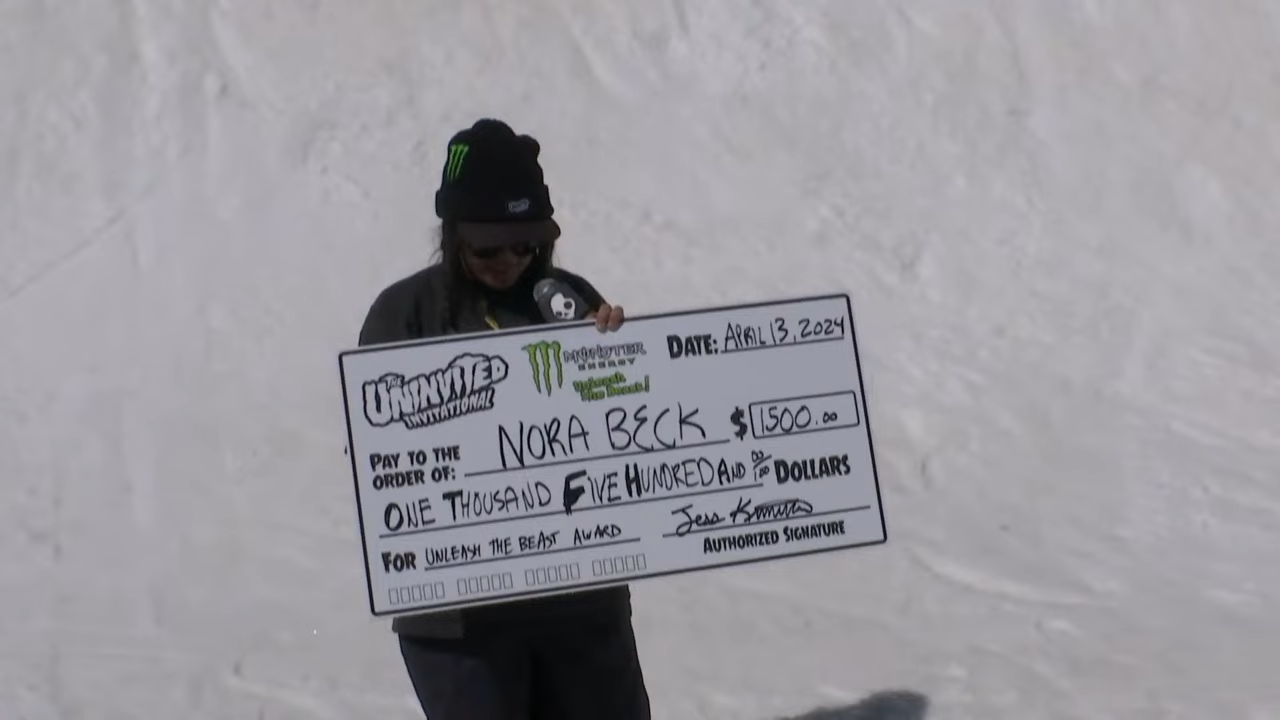 THE UNINVITED INVITATIONAL
MONSTER ENERGY
Unleash The Beast!
DATE: APRIL 13, 2024
PAY TO THE ORDER OF: NORA BECK $ 1500.00
ONE THOUSAND FIVE HUNDRED AND 00/100 DOLLARS
FOR UNLEASH THE BEAST AWARD
Jess
AUTHORIZED SIGNATURE